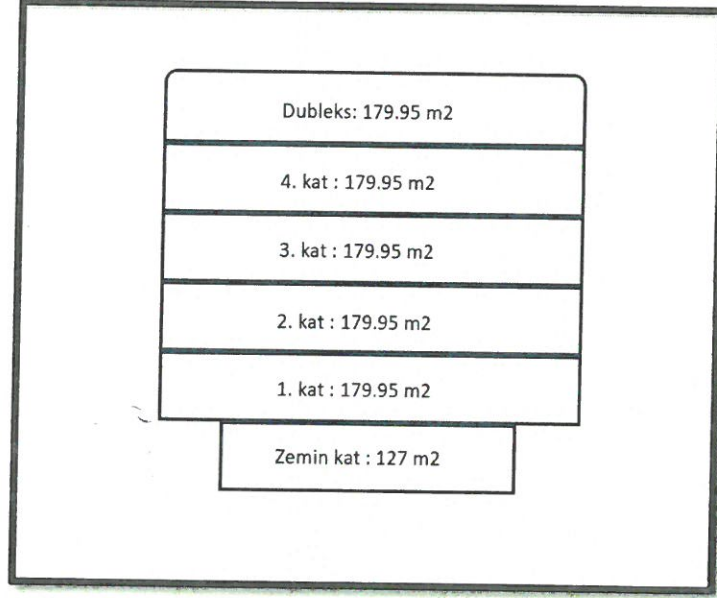 Dubleks: 179.95 m2
4. kat : 179.95 m2
3. kat : 179.95 m2
2. kat : 179.95 m2
1. kat : 179.95 m2
Zemin kat : 127 m2